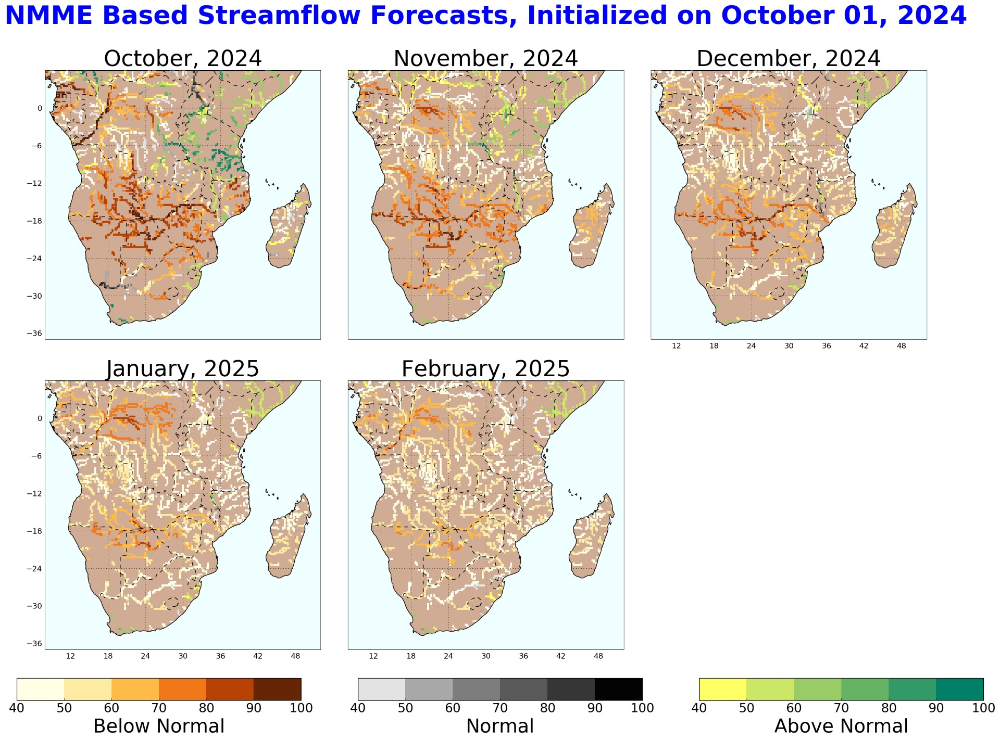 NMME Based Streamflow Forecasts, Initialized on October 01, 2024
October, 2024
November, 2024
December, 2024
0
−6
−12
−18
−24
−30
−36
12 18 24 30 36 42 48
January, 2025
February, 2025
0
−6
−12
−18
−24
−30
−36
12 18 24 30 36 42 48
12 18 24 30 36 42 48
40 50 60 70 80 90 100
Below Normal
40 50 60 70 80 90 100
Normal
40 50 60 70 80 90 100
Above Normal